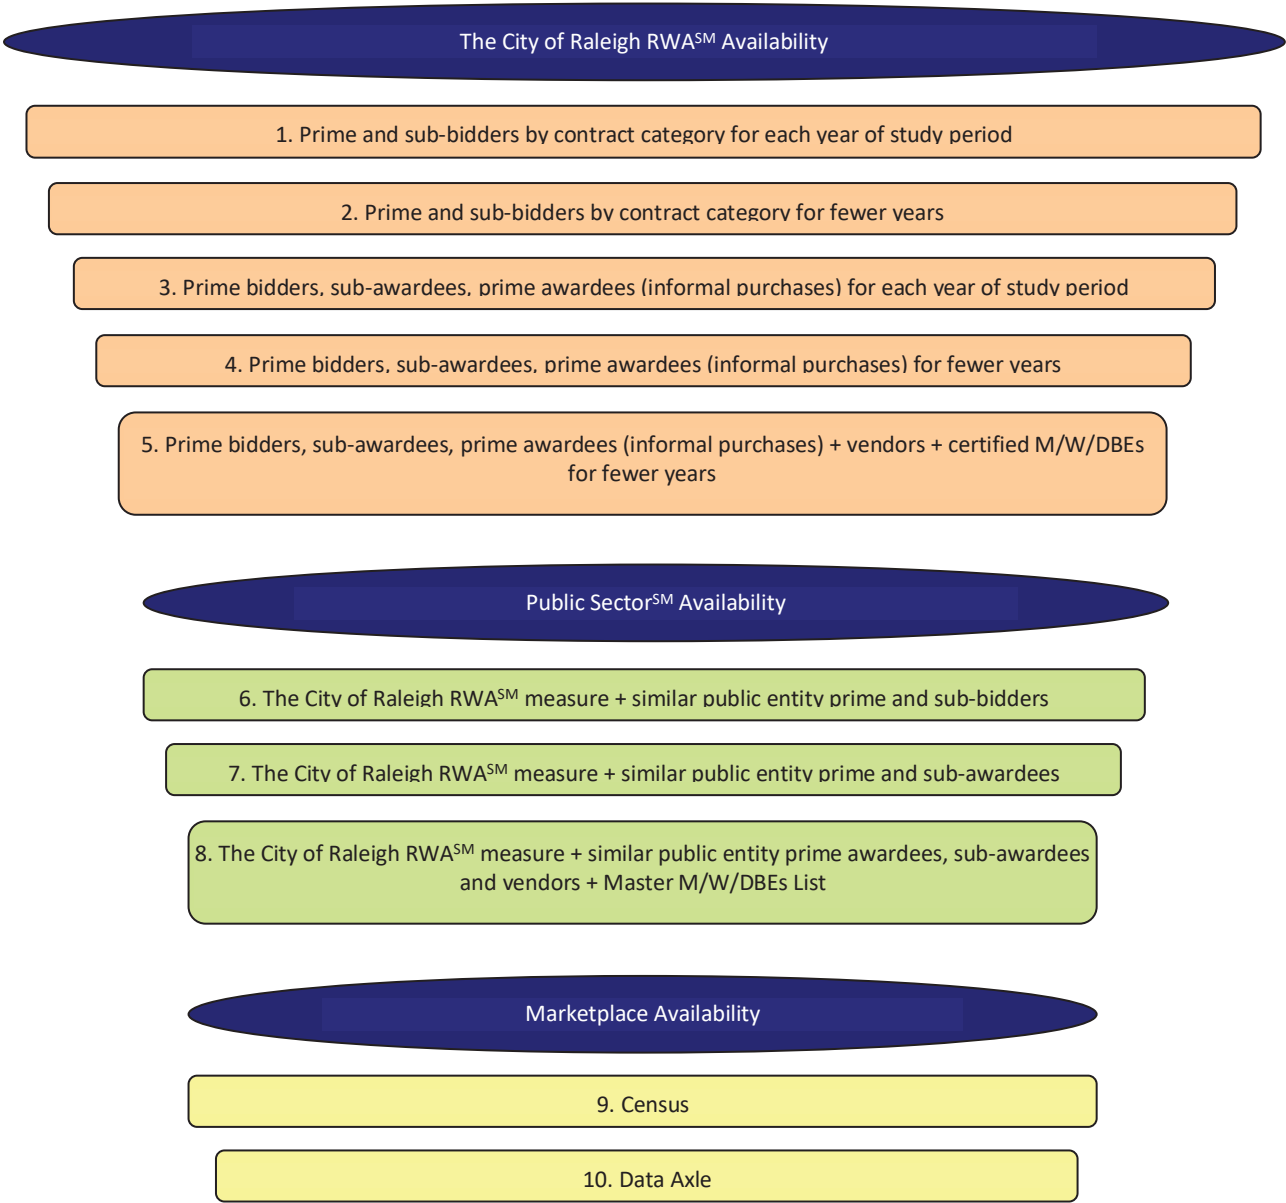 The City of Raleigh RWA℠ Availability
1. Prime and sub-bidders by contract category for each year of study period
2. Prime and sub-bidders by contract category for fewer years
3. Prime bidders, sub-awardees, prime awardees (informal purchases) for each year of study period
4. Prime bidders, sub-awardees, prime awardees (informal purchases) for fewer years
5. Prime bidders, sub-awardees, prime awardees (informal purchases) + vendors + certified M/W/DBEs
for fewer years
Public Sector℠ Availability
6. The City of Raleigh RWA℠ measure + similar public entity prime and sub-bidders
7. The City of Raleigh RWA℠ measure + similar public entity prime and sub-awardees
8. The City of Raleigh RWA℠ measure + similar public entity prime awardees, sub-awardees
and vendors + Master M/W/DBEs List
Marketplace Availability
9. Census
10. Data Axle